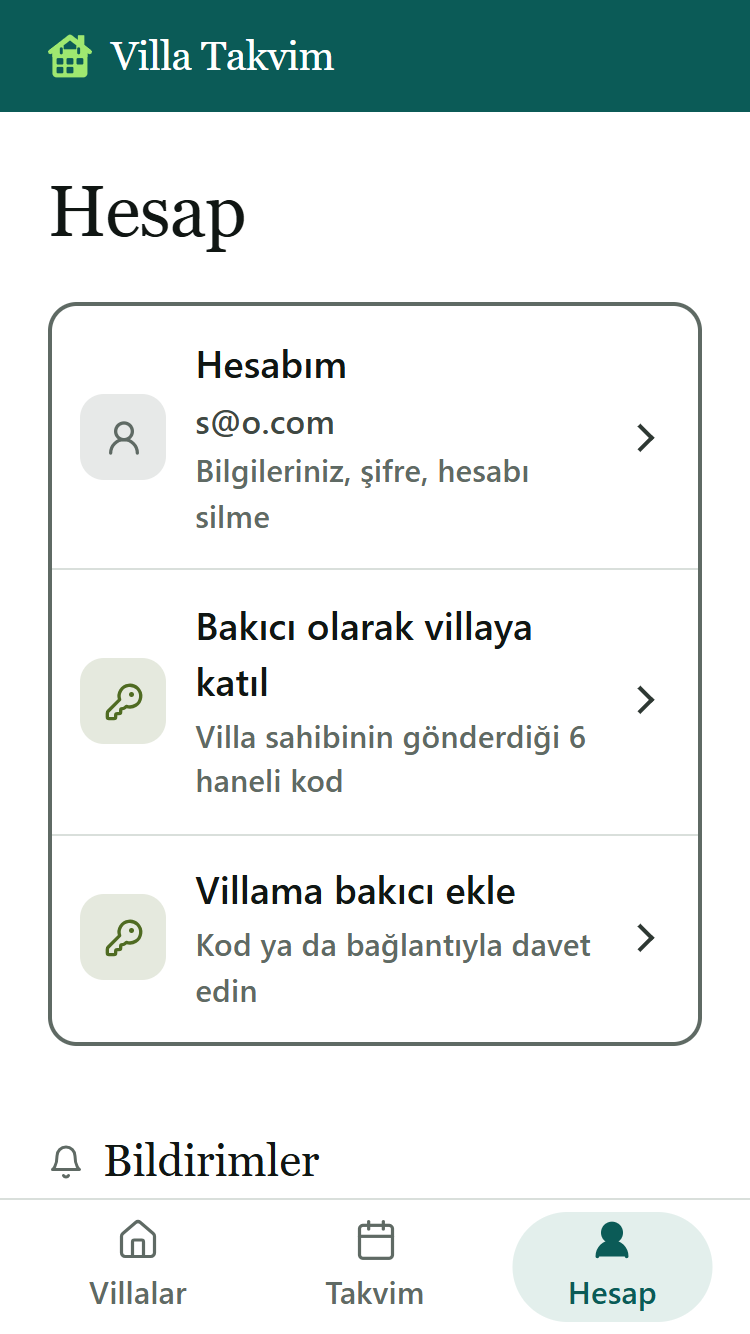 Villa Takvim
Hesap
Hesabım
s@o.com
Bilgileriniz, şifre, hesabı
silme
Bakıcı olarak villaya
katıl
Villa sahibinin gönderdiği 6
haneli kod
Villama bakıcı ekle
Kod ya da bağlantıyla davet
edin
Bildirimler
Villalar
Takvim
Hesap